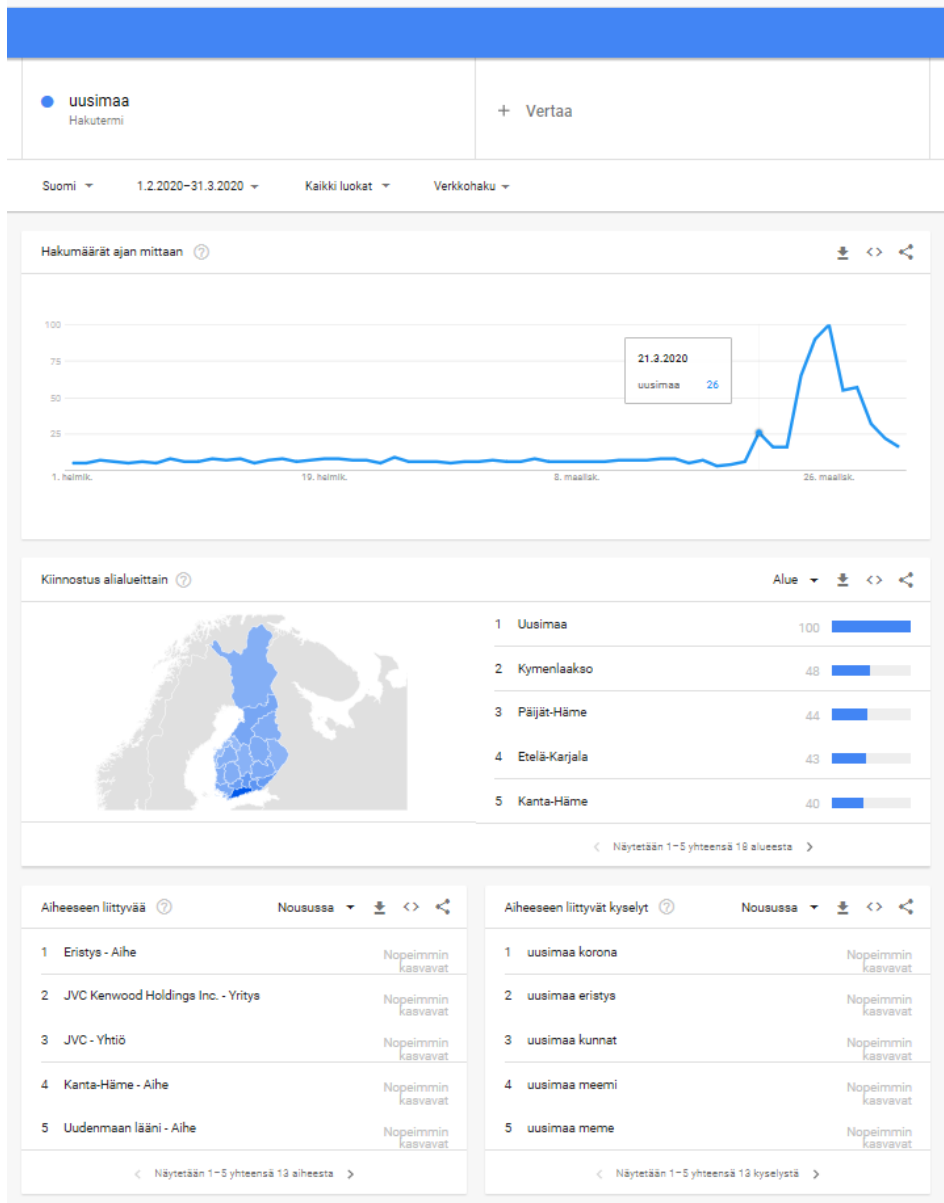 uusimaa
Hakutermi
+ Vertaa
Suomi
1.2.2020–31.3.2020
Kaikki luokat
Verkkohaku
Hakumäärät ajan mittaan
100
75
50
25
21.3.2020
uusimaa 26
1. helmik.
19. helmik.
8. maalisk.
26. maalisk.
Kiinnostus alialueittain
Alue
1 Uusimaa 100
2 Kymenlaakso 48
3 Päijät-Häme 44
4 Etelä-Karjala 43
5 Kanta-Häme 40
Näytetään 1–5 yhteensä 19 alueesta
Aiheeseen liittyvää
Nousussa
1 Eristys - Aihe Nopeimmin
kasvavat
2 JVC Kenwood Holdings Inc. - Yritys Nopeimmin
kasvavat
3 JVC - Yhtiö Nopeimmin
kasvavat
4 Kanta-Häme - Aihe Nopeimmin
kasvavat
5 Uudenmaan lääni - Aihe Nopeimmin
kasvavat
Näytetään 1–5 yhteensä 13 aiheesta
Aiheeseen liittyvät kyselyt
Nousussa
1 uusimaa korona Nopeimmin
kasvavat
2 uusimaa eristys Nopeimmin
kasvavat
3 uusimaa kunnat Nopeimmin
kasvavat
4 uusimaa meemi Nopeimmin
kasvavat
5 uusimaa meme Nopeimmin
kasvavat
Näytetään 1–5 yhteensä 13 kyselystä